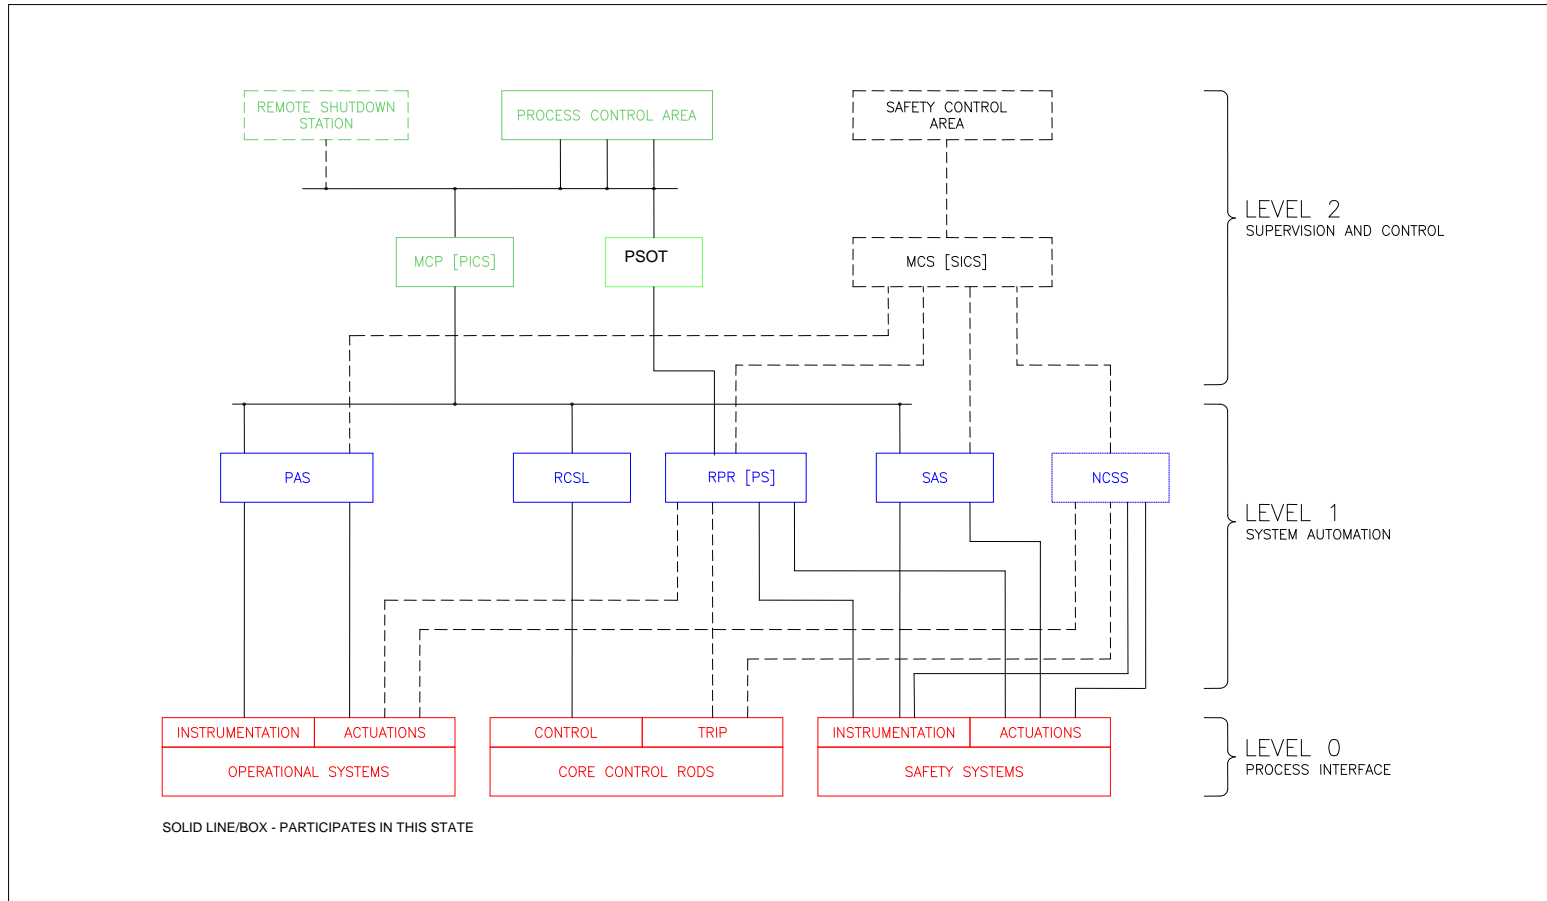 REMOTE SHUTDOWN
STATION
PROCESS CONTROL AREA
SAFETY CONTROL
AREA
LEVEL 2
SUPERVISION AND CONTROL
MCP [PICS]
PSOT
MCS [SICS]
PAS
RCSL
RPR [PS]
SAS
NCSS
LEVEL 1
SYSTEM AUTOMATION
INSTRUMENTATION
ACTUATIONS
OPERATIONAL SYSTEMS
CONTROL
TRIP
CORE CONTROL RODS
INSTRUMENTATION
ACTUATIONS
SAFETY SYSTEMS
LEVEL 0
PROCESS INTERFACE
SOLID LINE/BOX - PARTICIPATES IN THIS STATE